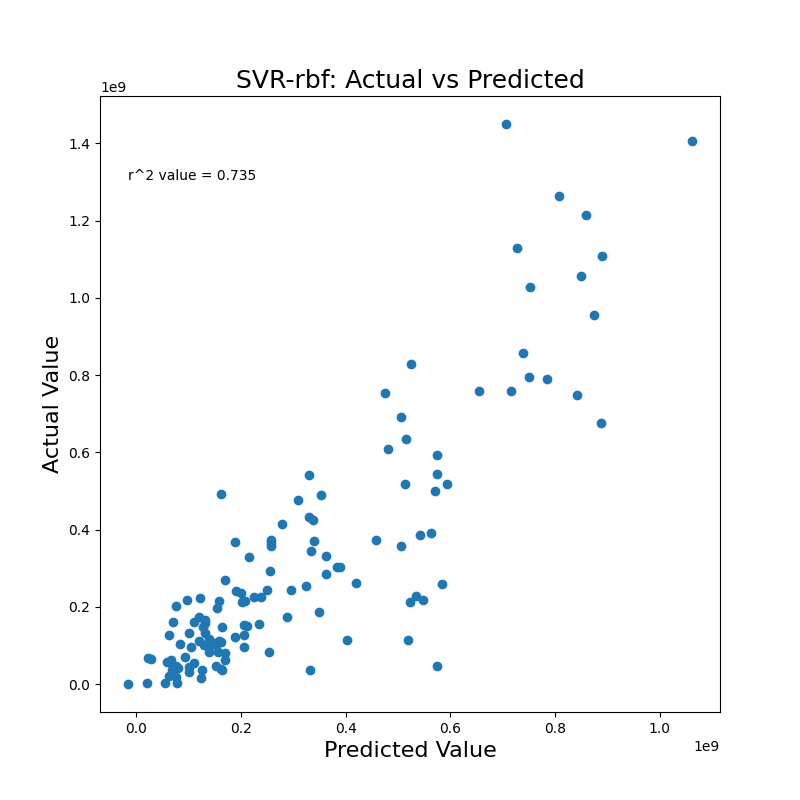 SVR-rbf: Actual vs Predicted
1e9
1.4
r^2 value = 0.735
1.2
1.0
0.8
0.6
0.4
0.2
0.0
Actual Value
0.0 0.2 0.4 0.6 0.8 1.0
Predicted Value
1e9